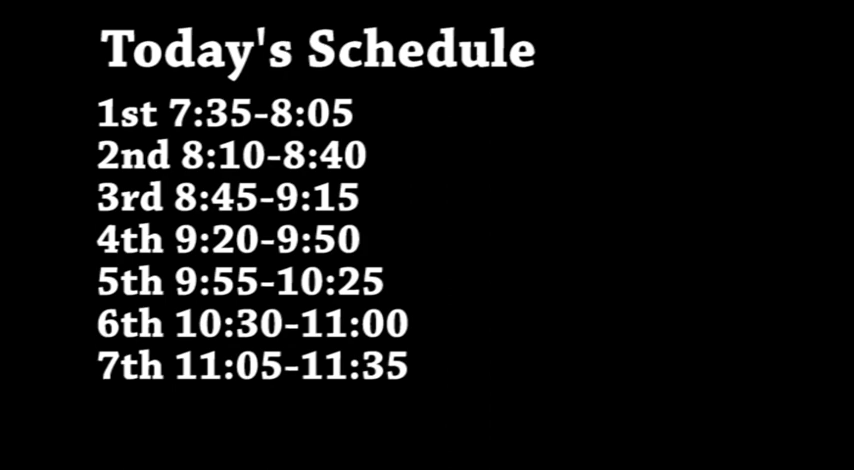 Today's Schedule
1st 7:35-8:05
2nd 8:10-8:40
3rd 8:45-9:15
4th 9:20-9:50
5th 9:55-10:25
6th 10:30-11:00
7th 11:05-11:35